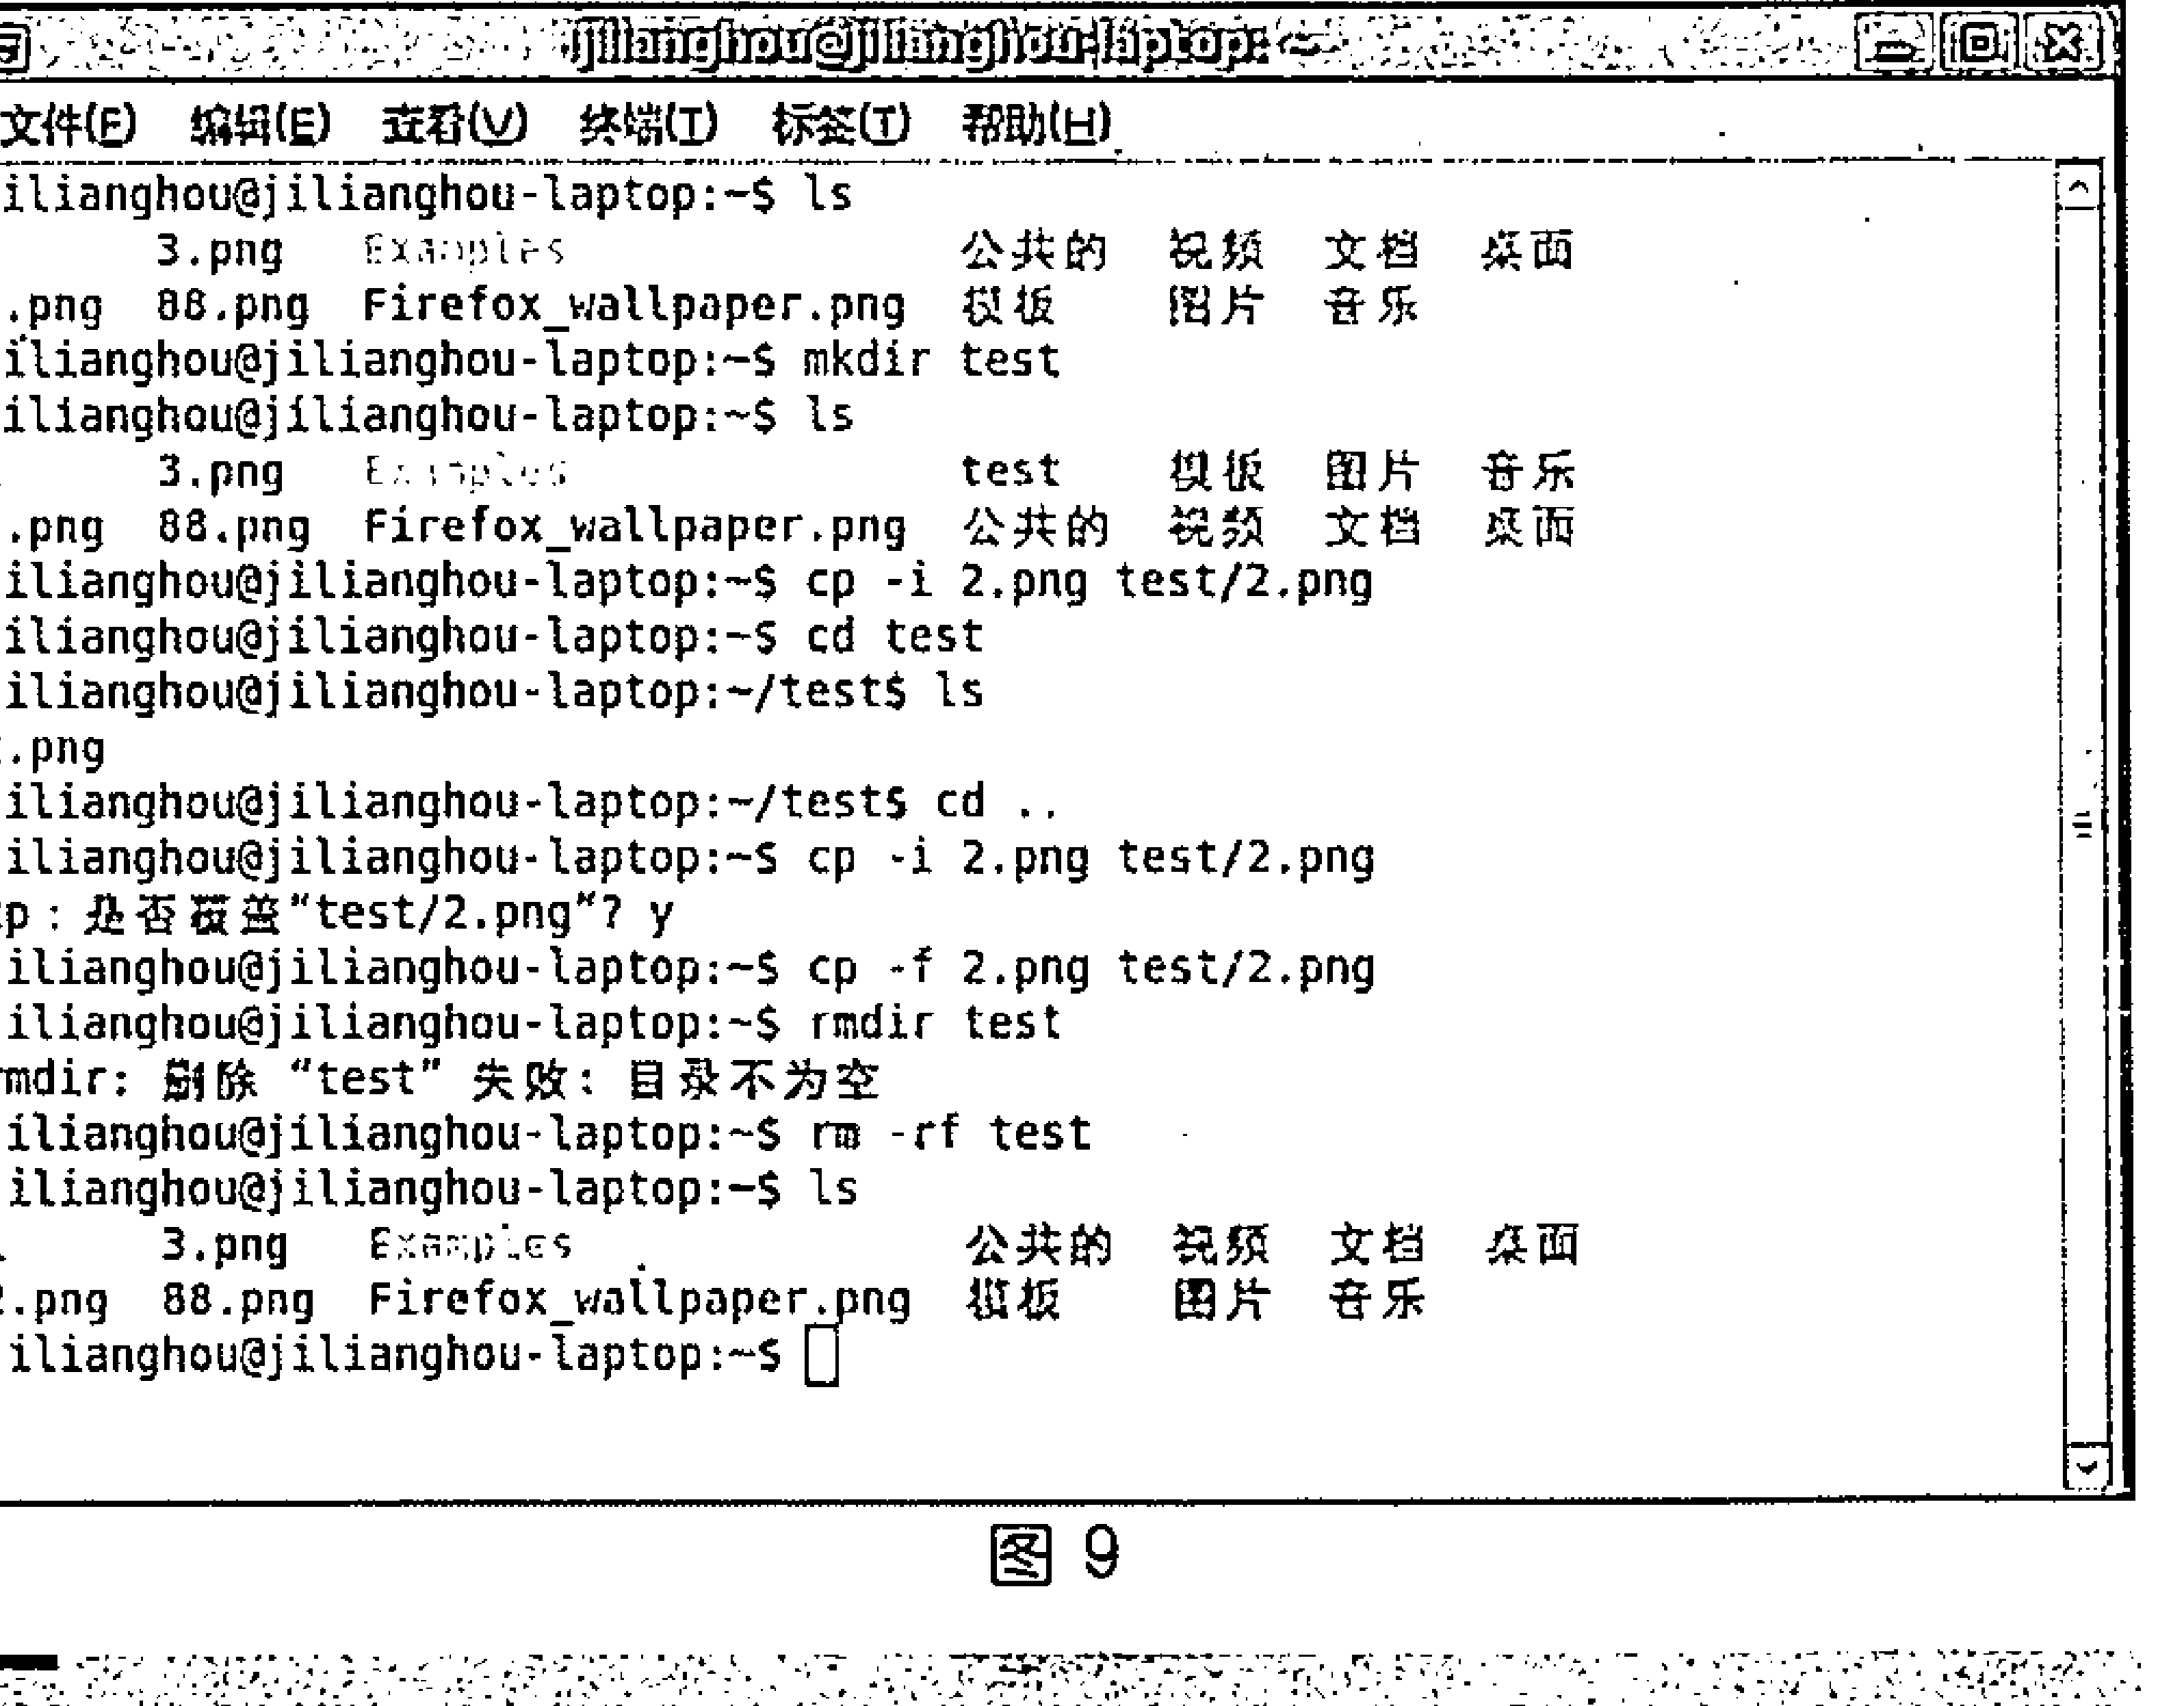 jilianghou@jilianghou-laptop: ~
文件(F) 编辑(E) 查看(V) 终端(T) 标签(T) 帮助(H)
ilianghou@jilianghou-laptop:~$ ls
3.png Examples 公共的 视频 文档 桌面
.png 88.png Firefox_wallpaper.png 模板 图片 音乐
ilianghou@jilianghou-laptop:~$ mkdir test
ilianghou@jilianghou-laptop:~$ ls
3.png Examples test 模板 图片 音乐
.png 88.png Firefox_wallpaper.png 公共的 视频 文档 桌面
ilianghou@jilianghou-laptop:~$ cp -i 2.png test/2.png
ilianghou@jilianghou-laptop:~$ cd test
ilianghou@jilianghou-laptop:~/test$ ls
.png
ilianghou@jilianghou-laptop:~/test$ cd ..
ilianghou@jilianghou-laptop:~$ cp -i 2.png test/2.png
cp：是否覆盖“test/2.png”? y
ilianghou@jilianghou-laptop:~$ cp -f 2.png test/2.png
ilianghou@jilianghou-laptop:~$ rmdir test
rmdir: 删除 “test” 失败: 目录不为空
ilianghou@jilianghou-laptop:~$ rm -rf test
ilianghou@jilianghou-laptop:~$ ls
3.png Examples 公共的 视频 文档 桌面
2.png 88.png Firefox_wallpaper.png 模板 图片 音乐
ilianghou@jilianghou-laptop:~$
图 9